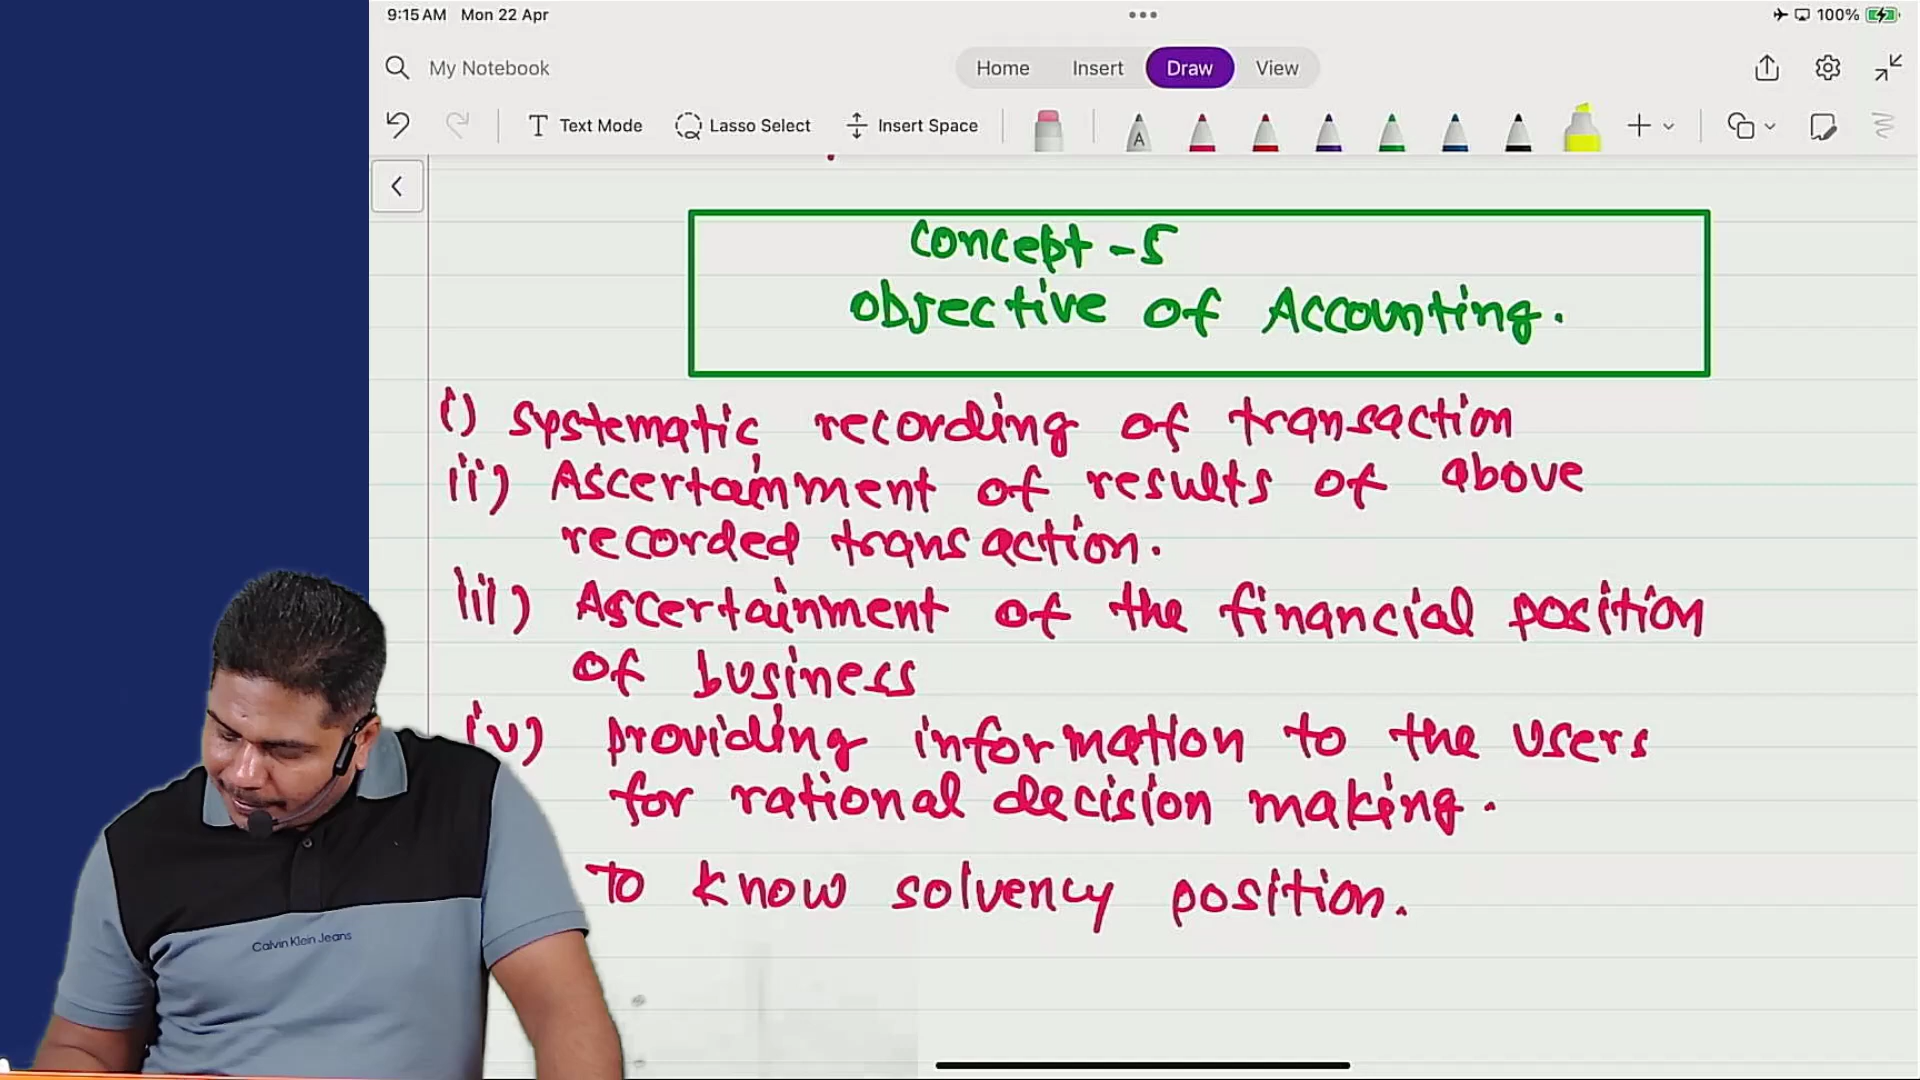 9:15 AM Mon 22 Apr
100%
My Notebook
Home Insert Draw View
Text Mode Lasso Select Insert Space
A
Concept - 5
Objective of Accounting.
(i) Systematic recording of transaction
(ii) Ascertainment of results of above
recorded transaction.
(iii) Ascertainment of the financial position
of business
(iv) Providing information to the users
for rational decision making.
To know solvency position.
Calvin Klein Jeans